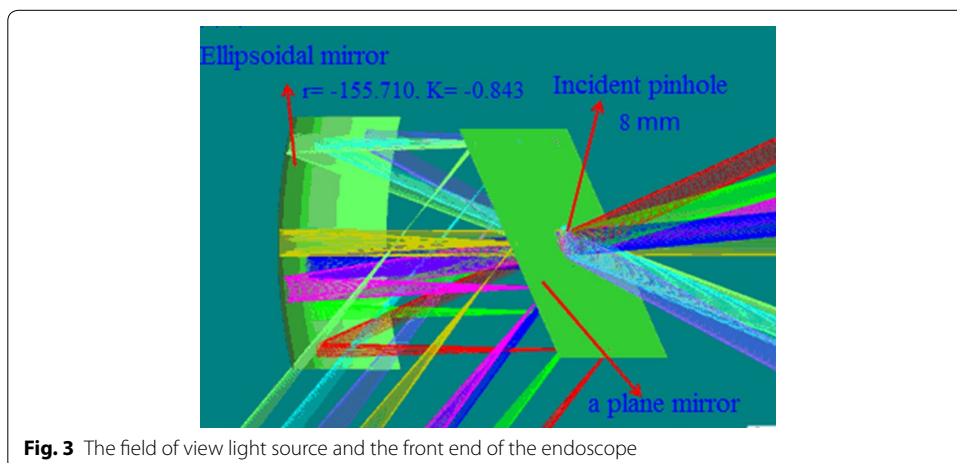 Ellipsoidal mirror
r= -155.710, K= -0.843
Incident pinhole
8 mm
a plane mirror
Fig. 3 The field of view light source and the front end of the endoscope